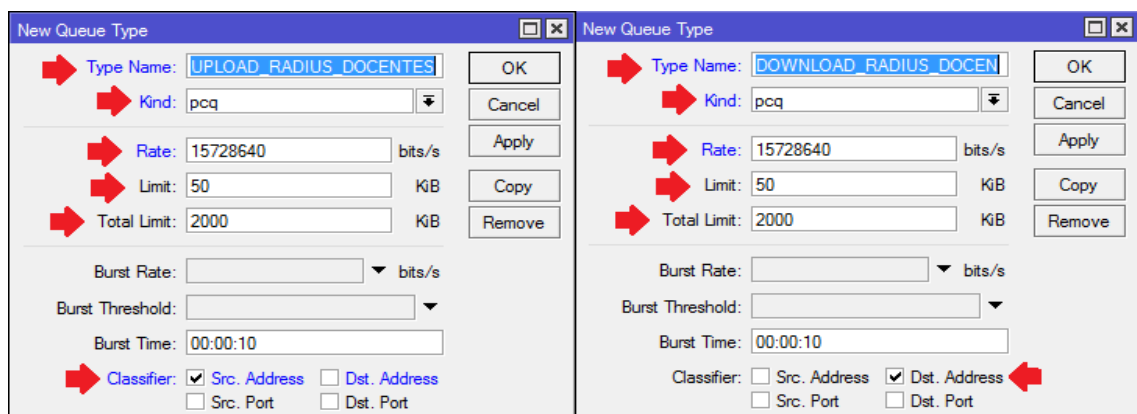 New Queue Type
Type Name: UPLOAD_RADIUS_DOCENTES OK
Kind: pcq Cancel
Apply
Rate: 15728640 bits/s
Limit: 50 KiB Copy
Total Limit: 2000 KiB Remove
Burst Rate: bits/s
Burst Threshold:
Burst Time: 00:00:10
Classifier: Src. Address Dst. Address
Src. Port Dst. Port
New Queue Type
Type Name: DOWNLOAD_RADIUS_DOCEN OK
Kind: pcq Cancel
Rate: 15728640 bits/s Apply
Limit: 50 KiB Copy
Total Limit: 2000 KiB Remove
Burst Rate: bits/s
Burst Threshold:
Burst Time: 00:00:10
Classifier: Src. Address Dst. Address
Src. Port Dst. Port